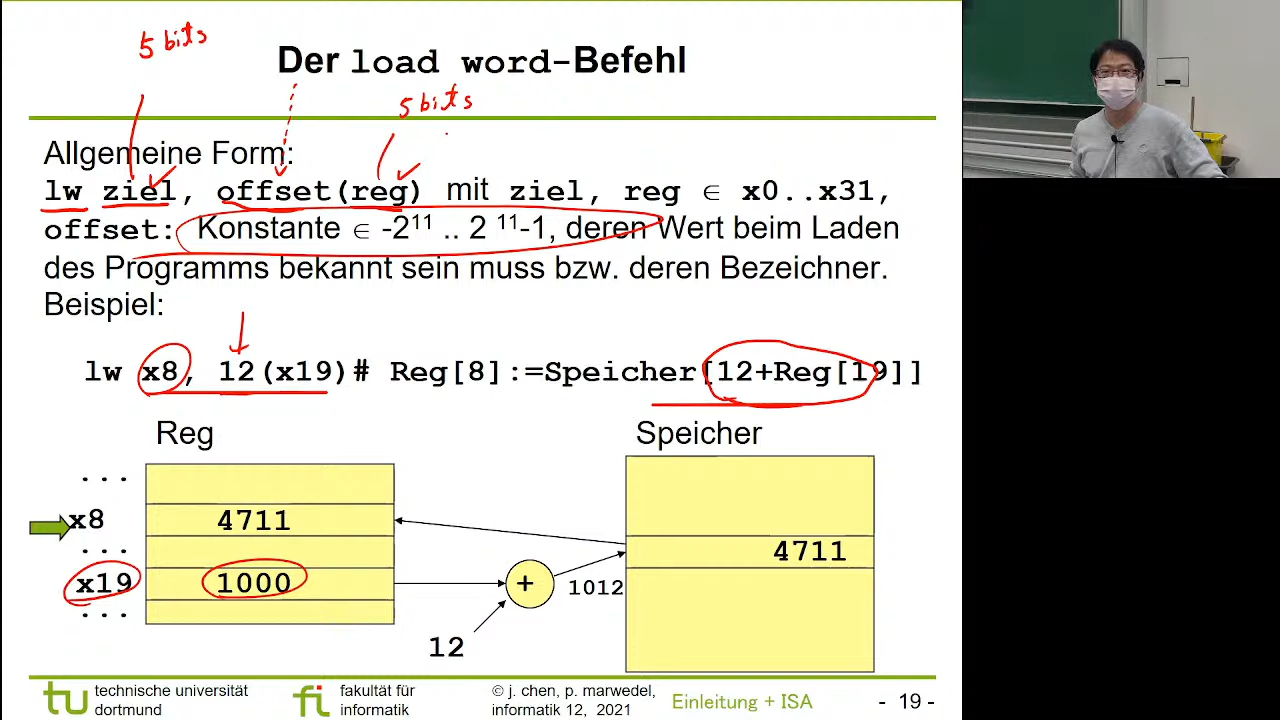 5 bits
Der load word-Befehl
5 bits
Allgemeine Form:
lw ziel, offset(reg) mit ziel, reg ∈ x0..x31,
offset: Konstante ∈ -2¹¹ .. 2 ¹¹-1, deren Wert beim Laden
des Programms bekannt sein muss bzw. deren Bezeichner.
Beispiel:
lw x8, 12(x19)# Reg[8]:=Speicher[12+Reg[19]]
Reg
Speicher
...
x8
4711
...
4711
x19
1000
+
1012
...
12
tu technische universität
dortmund
fi fakultät für
informatik
© j. chen, p. marwedel,
informatik 12, 2021
Einleitung + ISA
- 19 -